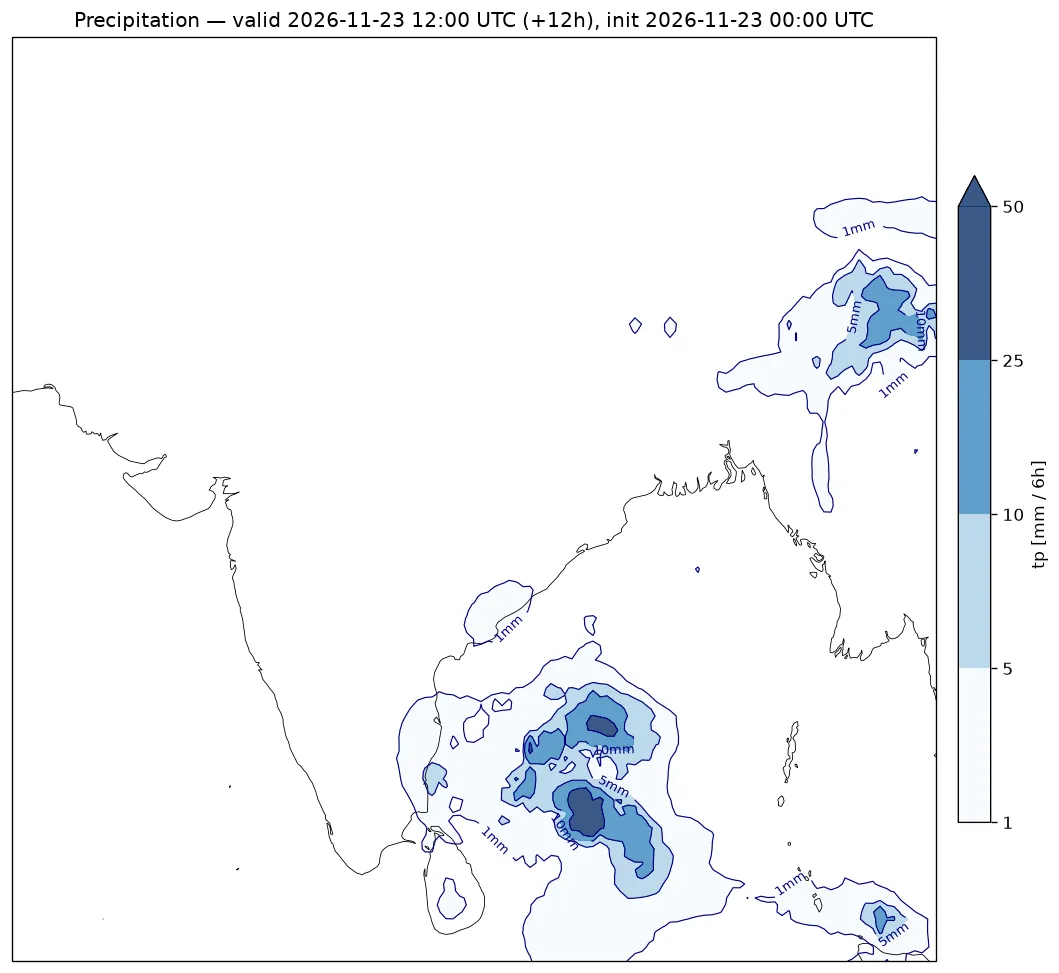 Precipitation — valid 2026-11-23 12:00 UTC (+12h), init 2026-11-23 00:00 UTC
1mm
5mm
10mm
1mm
1mm
10mm
5mm
10mm
1mm
1mm
5mm
50
25
10
5
1
tp [mm / 6h]